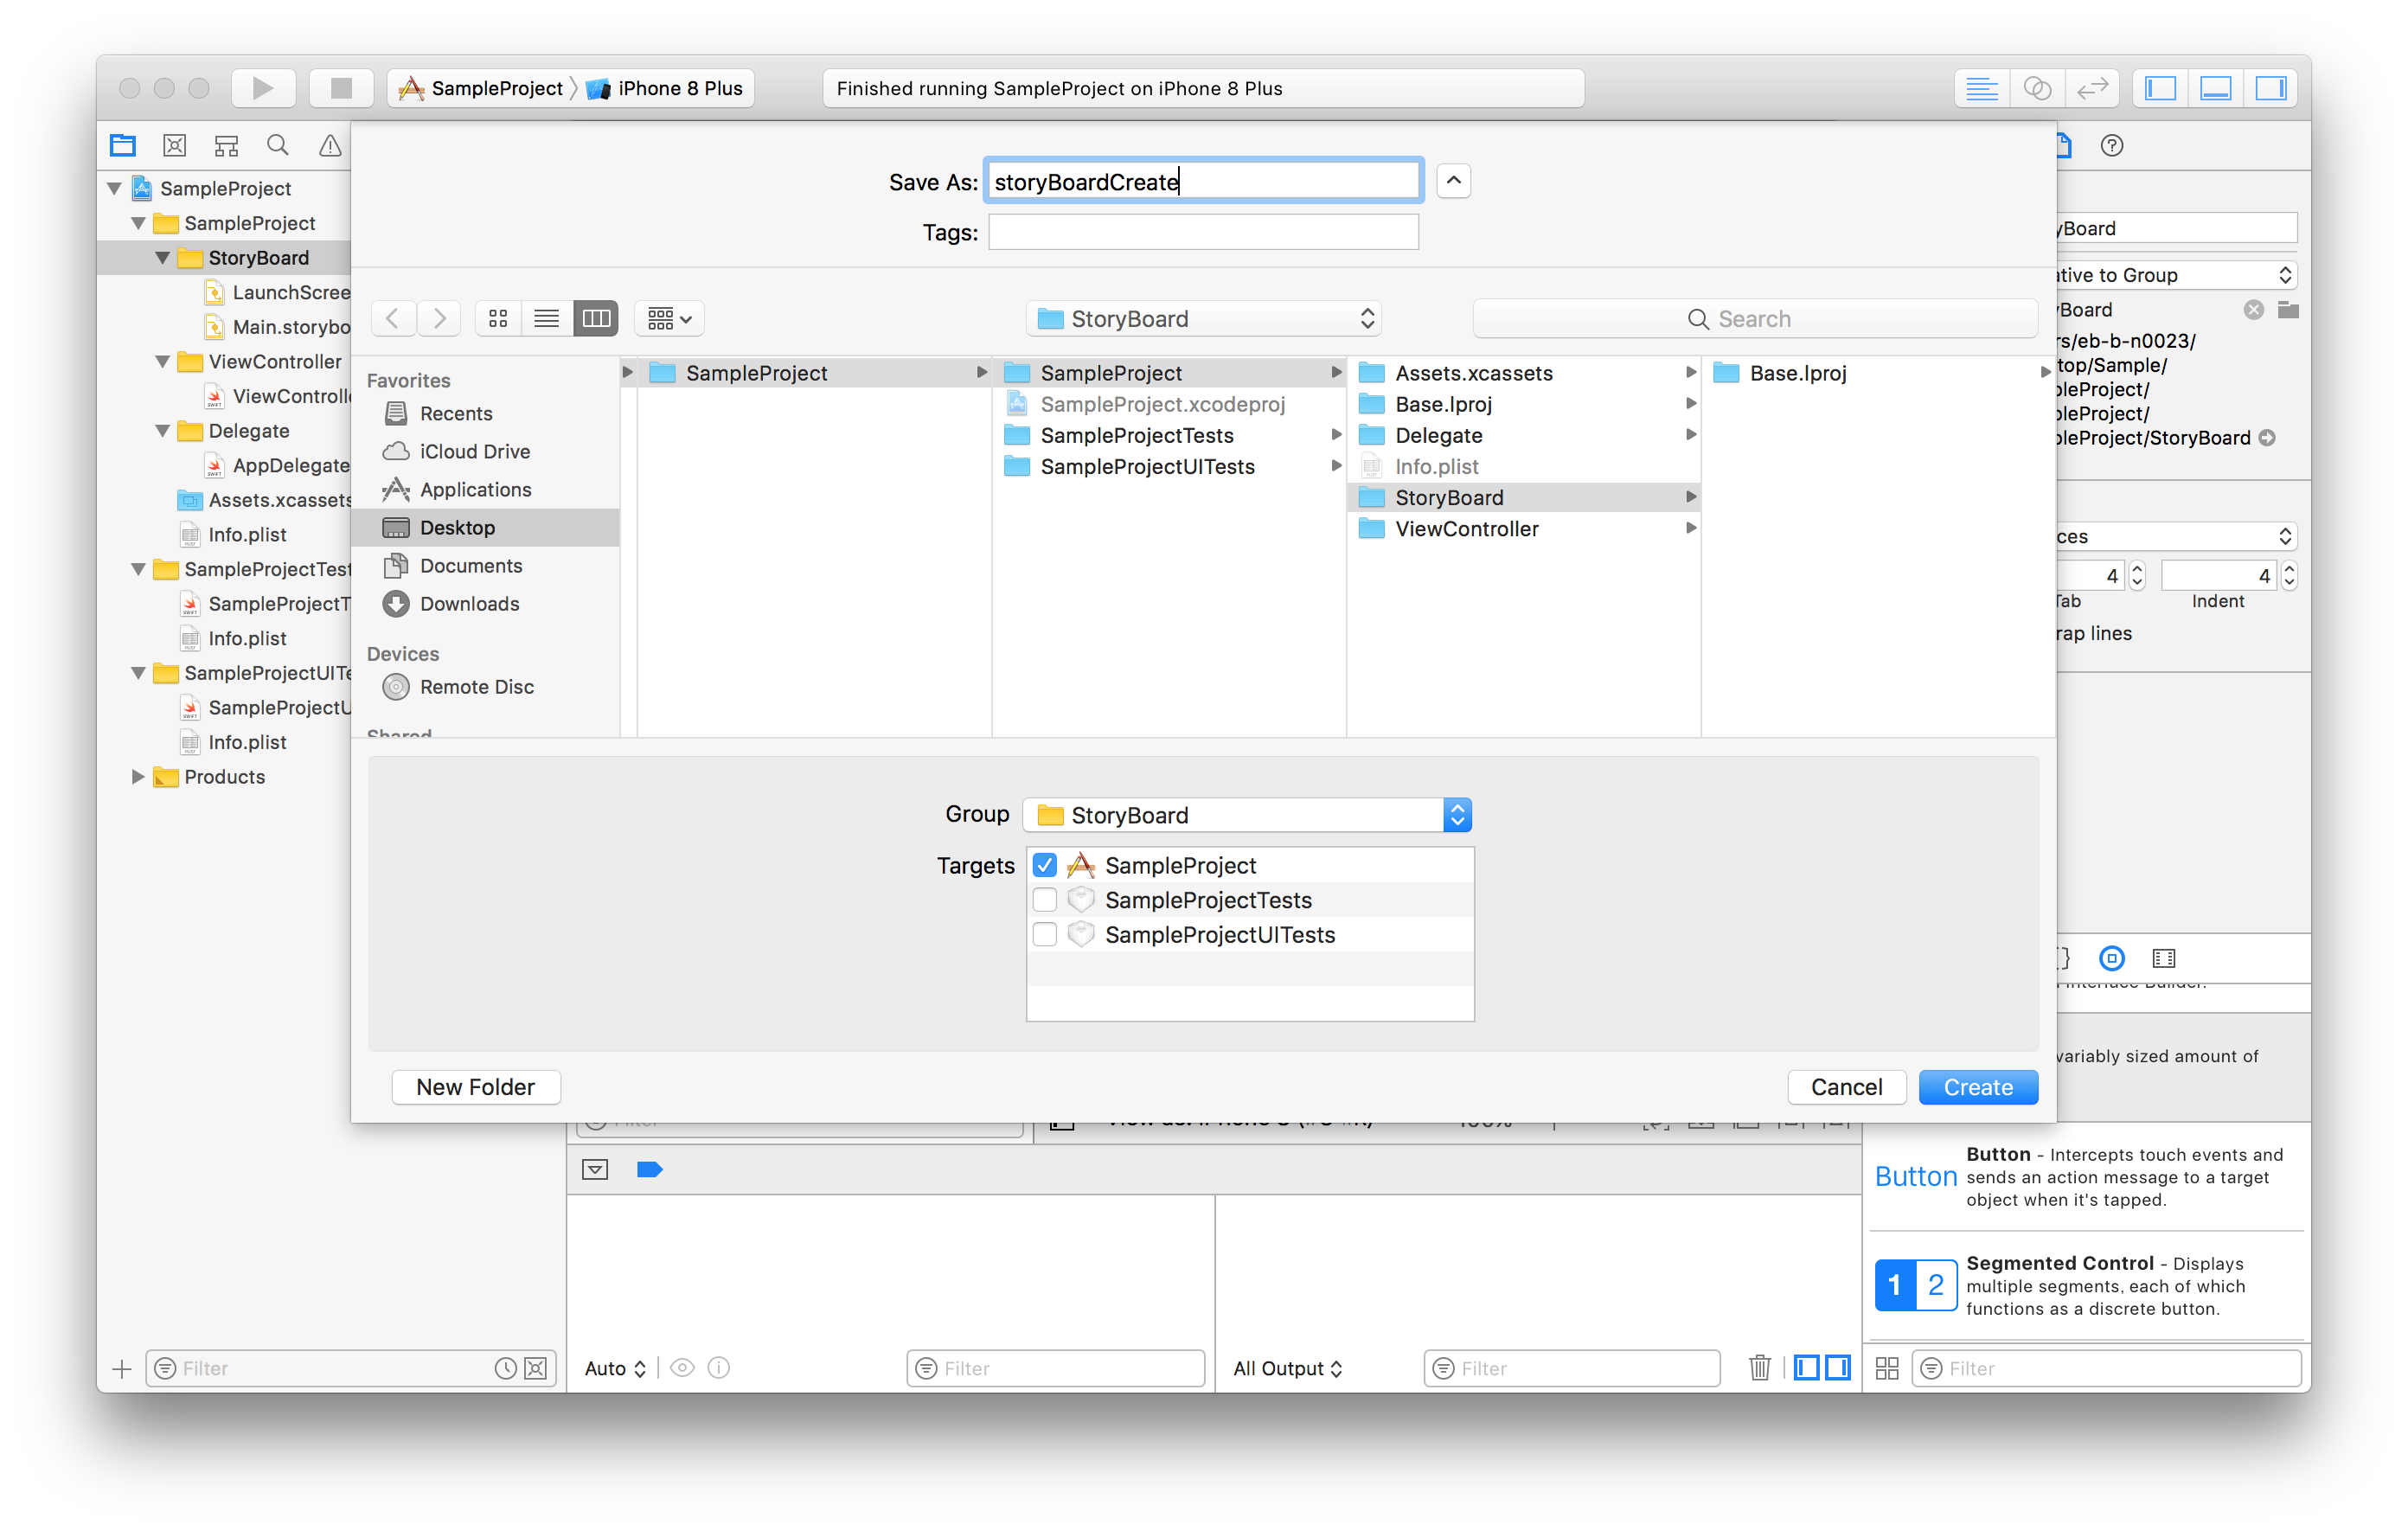 SampleProject 〉 iPhone 8 Plus
Finished running SampleProject on iPhone 8 Plus
SampleProject
SampleProject
StoryBoard
LaunchScree
Main.storybo
ViewController
ViewControlle
Delegate
AppDelegate
Assets.xcassets
Info.plist
SampleProjectTest
SampleProjectT
Info.plist
SampleProjectUITe
SampleProjectU
Info.plist
Products
Filter
Save As: storyBoardCreate
Tags:
StoryBoard
Search
Favorites
Recents
iCloud Drive
Applications
Desktop
Documents
Downloads
Devices
Remote Disc
Shared
SampleProject
SampleProject
SampleProject.xcodeproj
SampleProjectTests
SampleProjectUITests
Assets.xcassets
Base.lproj
Delegate
Info.plist
StoryBoard
ViewController
Base.lproj
Group StoryBoard
Targets SampleProject
SampleProjectTests
SampleProjectUITests
New Folder
Cancel
Create
yBoard
ative to Group
yBoard
rs/eb-b-n0023/
top/Sample/
pleProject/
pleProject/
pleProject/StoryBoard
ces
4 4
Tab Indent
rap lines
Interface Builder.
variably sized amount of
Button
Button - Intercepts touch events and
sends an action message to a target
object when it's tapped.
1 2
Segmented Control - Displays
multiple segments, each of which
functions as a discrete button.
Filter
Auto
Filter
All Output
Filter